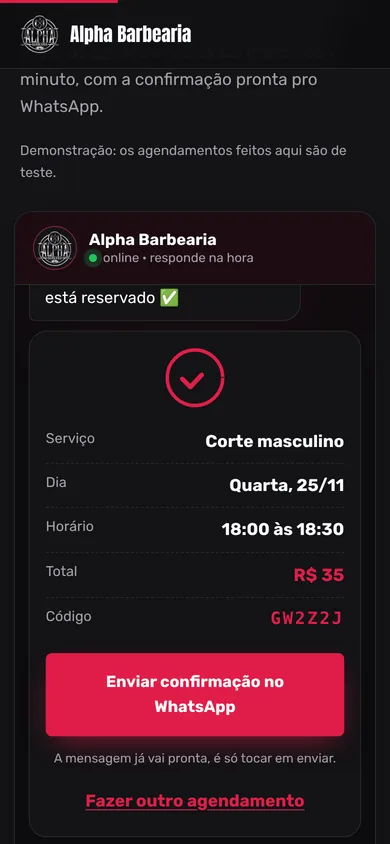 Alpha Barbearia
minuto, com a confirmação pronta pro
WhatsApp.
Demonstração: os agendamentos feitos aqui são de
teste.
ALPHA
Alpha Barbearia
online • responde na hora
está reservado ✅
Serviço Corte masculino
Dia Quarta, 25/11
Horário 18:00 às 18:30
Total R$ 35
Código GW2Z2J
Enviar confirmação no
WhatsApp
A mensagem já vai pronta, é só tocar em enviar.
Fazer outro agendamento